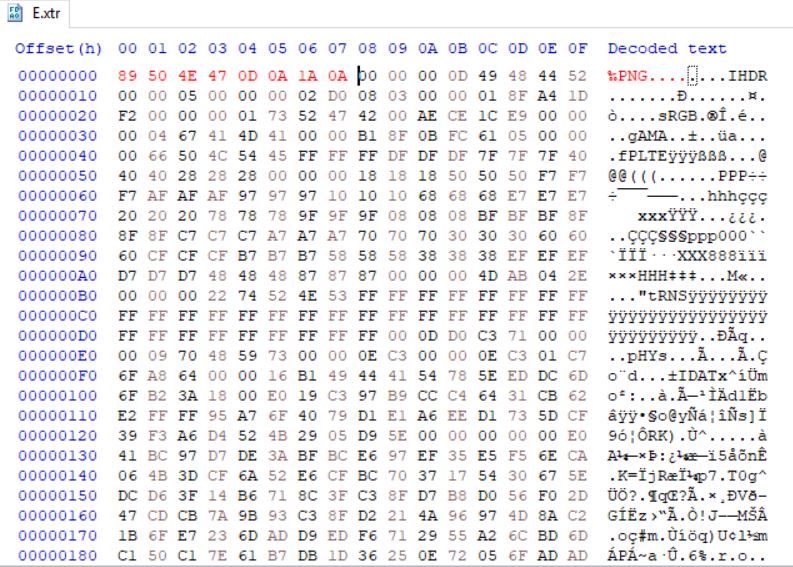 E.xtr
Offset(h) 00 01 02 03 04 05 06 07 08 09 0A 0B 0C 0D 0E 0F Decoded text
00000000 89 50 4E 47 0D 0A 1A 0A 00 00 00 0D 49 48 44 52 ‰PNG........IHDR
00000010 00 00 05 00 00 00 02 D0 08 03 00 00 01 8F A4 1D .......Ð......¤.
00000020 F2 00 00 00 01 73 52 47 42 00 AE CE 1C E9 00 00 ò....sRGB.®Î.é..
00000030 00 04 67 41 4D 41 00 00 B1 8F 0B FC 61 05 00 00 ..gAMA..±..üa...
00000040 00 66 50 4C 54 45 FF FF FF DF DF DF 7F 7F 7F 40 .fPLTEÿÿÿßßß...@
00000050 40 40 28 28 28 00 00 00 18 18 18 50 50 50 F7 F7 @@(((......PPP÷÷
00000060 F7 AF AF AF 97 97 97 10 10 10 68 68 68 E7 E7 E7 ÷¯¯¯———...hhhççç
00000070 20 20 20 78 78 78 9F 9F 9F 08 08 08 BF BF BF 8F    xxxŸŸŸ...¿¿¿.
00000080 8F 8F C7 C7 C7 A7 A7 A7 70 70 70 30 30 30 60 60 ..ÇÇÇ§§§ppp000``
00000090 60 CF CF CF B7 B7 B7 58 58 58 38 38 38 EF EF EF `ÏÏÏ···XXX888ïïï
000000A0 D7 D7 D7 48 48 48 87 87 87 00 00 00 4D AB 04 2E ×××HHH‡‡‡...M«..
000000B0 00 00 00 22 74 52 4E 53 FF FF FF FF FF FF FF FF ..."tRNSÿÿÿÿÿÿÿÿ
000000C0 FF FF FF FF FF FF FF FF FF FF FF FF FF FF FF FF ÿÿÿÿÿÿÿÿÿÿÿÿÿÿÿÿ
000000D0 FF FF FF FF FF FF FF FF FF 00 0D D0 C3 71 00 00 ÿÿÿÿÿÿÿÿÿ..ÐÃq..
000000E0 00 09 70 48 59 73 00 00 0E C3 00 00 0E C3 01 C7 ..pHYs...Ã...Ã.Ç
000000F0 6F A8 64 00 00 16 B1 49 44 41 54 78 5E ED DC 6D o¨d...±IDATx^íÜm
00000100 6F B2 3A 18 00 E0 19 C3 97 B9 CC C4 64 31 CB 62 o²:..à.Ã—¹ÌÄd1Ëb
00000110 E2 FF FF 95 A7 6F 40 79 D1 E1 A6 EE D1 73 5D CF âÿÿ•§o@yÑá¦îÑs]Ï
00000120 39 F3 A6 D4 52 4B 29 05 D9 5E 00 00 00 00 00 E0 9ó¦ÔRK).Ù^.....à
00000130 41 BC 97 D7 DE 3A BF BC E6 97 EF 35 E5 F5 6E CA A¼—×Þ:¿¼æ—ï5åõnÊ
00000140 06 4B 3D CF 6A 52 E6 CF BC 70 37 17 54 30 67 5E .K=ÏjRæÏ¼p7.T0g^
00000150 DC D6 3F 14 B6 71 8C 3F C3 8F D7 B8 D0 56 F0 2D ÜÖ?.¶qŒ?Ã.×¸ÐVð-
00000160 47 CD CB 7A 9B 93 C3 8F D2 21 4A 96 97 4D 8A C2 GÍËz›“Ã.Ò!J–—MŠÂ
00000170 1B 6F E7 23 6D AD D9 ED F6 71 29 55 A2 6C BD 6D .oç#m.Ùíöq)U¢l½m
00000180 C1 50 C1 7E 61 B7 DB 1D 36 25 0E 72 05 6F AD AD ÁPÁ~a·Û.6%.r.o..